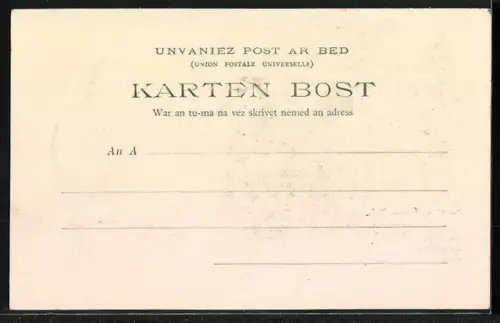 UNVANIEZ POST AR BED
(UNION POSTALE UNIVERSELLE)
KARTEN BOST
War an tu-ma na vez skrivet nemed an adress
An A